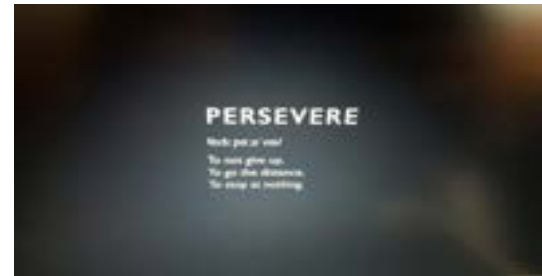 PERSEVERE
To not give up.
To go the distance.
To stop at nothing.